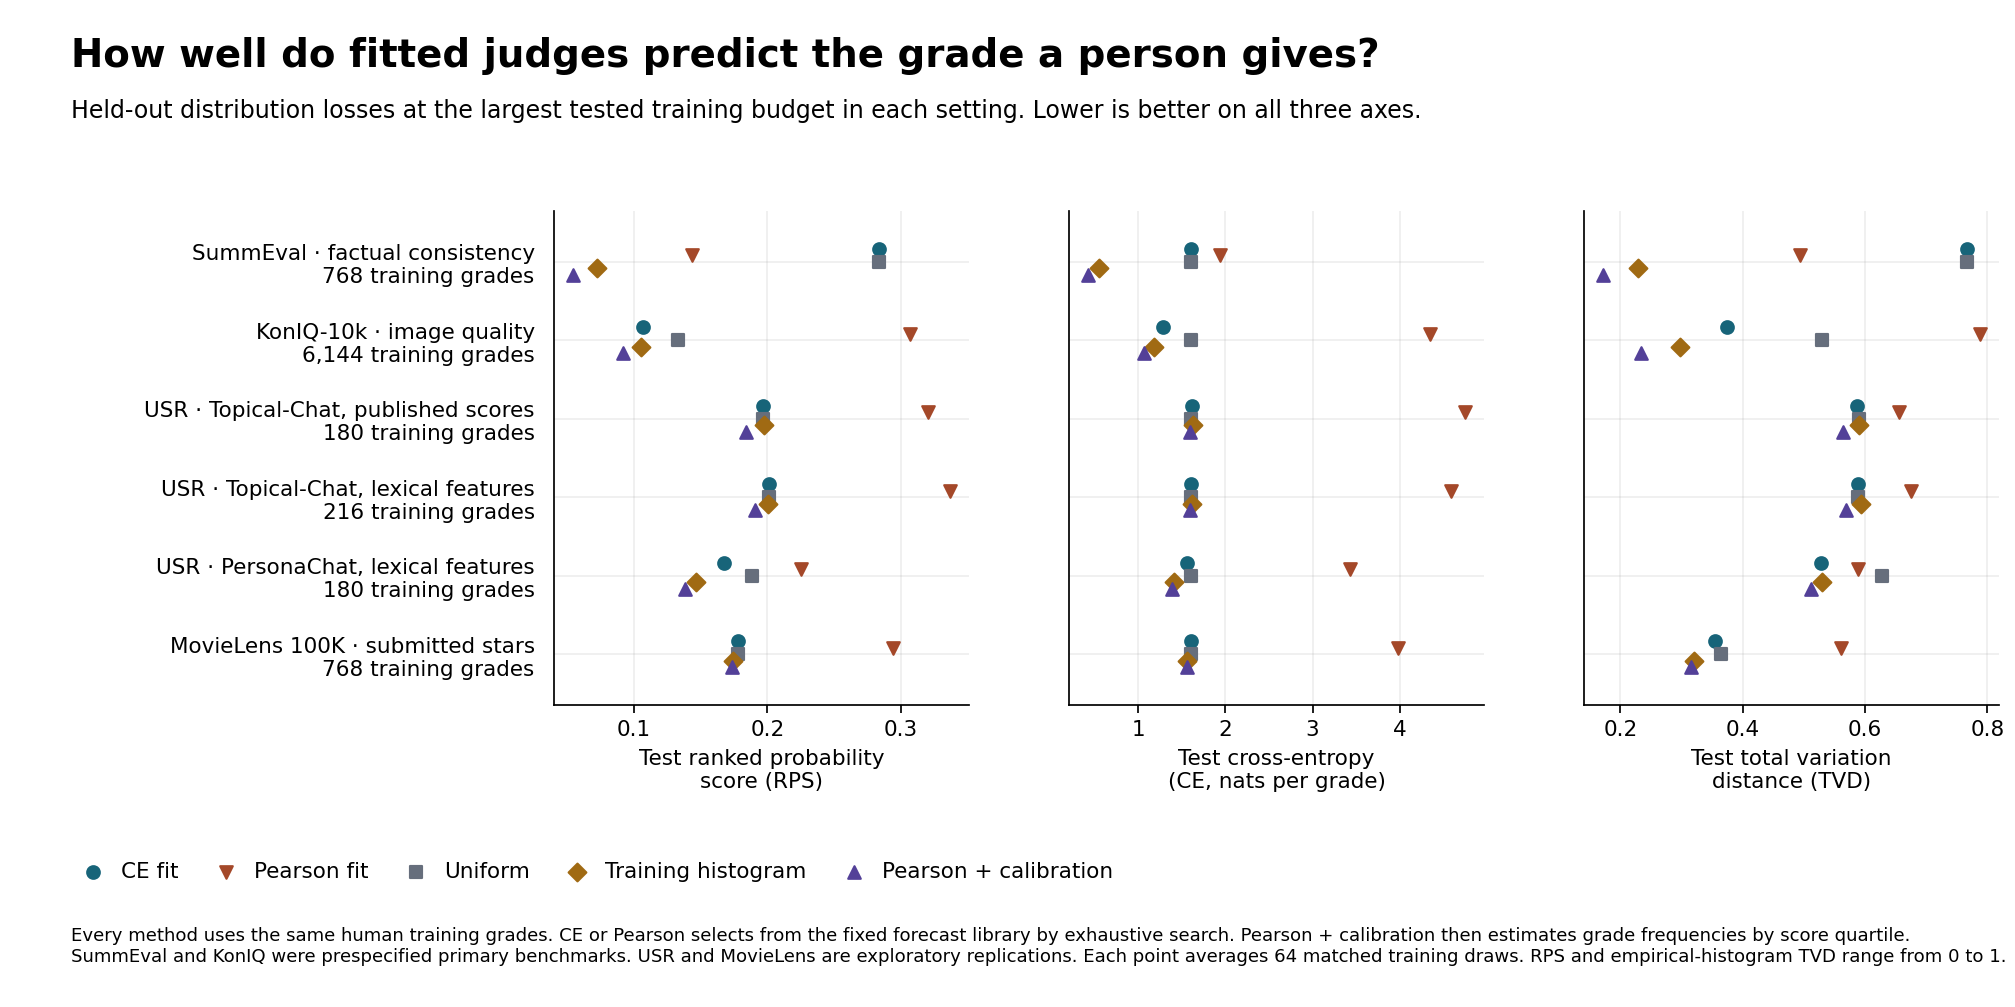 How well do fitted judges predict the grade a person gives?
Held-out distribution losses at the largest tested training budget in each setting. Lower is better on all three axes.
SummEval · factual consistency
768 training grades
KonIQ-10k · image quality
6,144 training grades
USR · Topical-Chat, published scores
180 training grades
USR · Topical-Chat, lexical features
216 training grades
USR · PersonaChat, lexical features
180 training grades
MovieLens 100K · submitted stars
768 training grades
0.1 0.2 0.3
Test ranked probability
score (RPS)
1 2 3 4
Test cross-entropy
(CE, nats per grade)
0.2 0.4 0.6 0.8
Test total variation
distance (TVD)
CE fit Pearson fit Uniform Training histogram Pearson + calibration
Every method uses the same human training grades. CE or Pearson selects from the fixed forecast library by exhaustive search. Pearson + calibration then estimates grade frequencies by score quartile.
SummEval and KonIQ were prespecified primary benchmarks. USR and MovieLens are exploratory replications. Each point averages 64 matched training draws. RPS and empirical-histogram TVD range from 0 to 1.